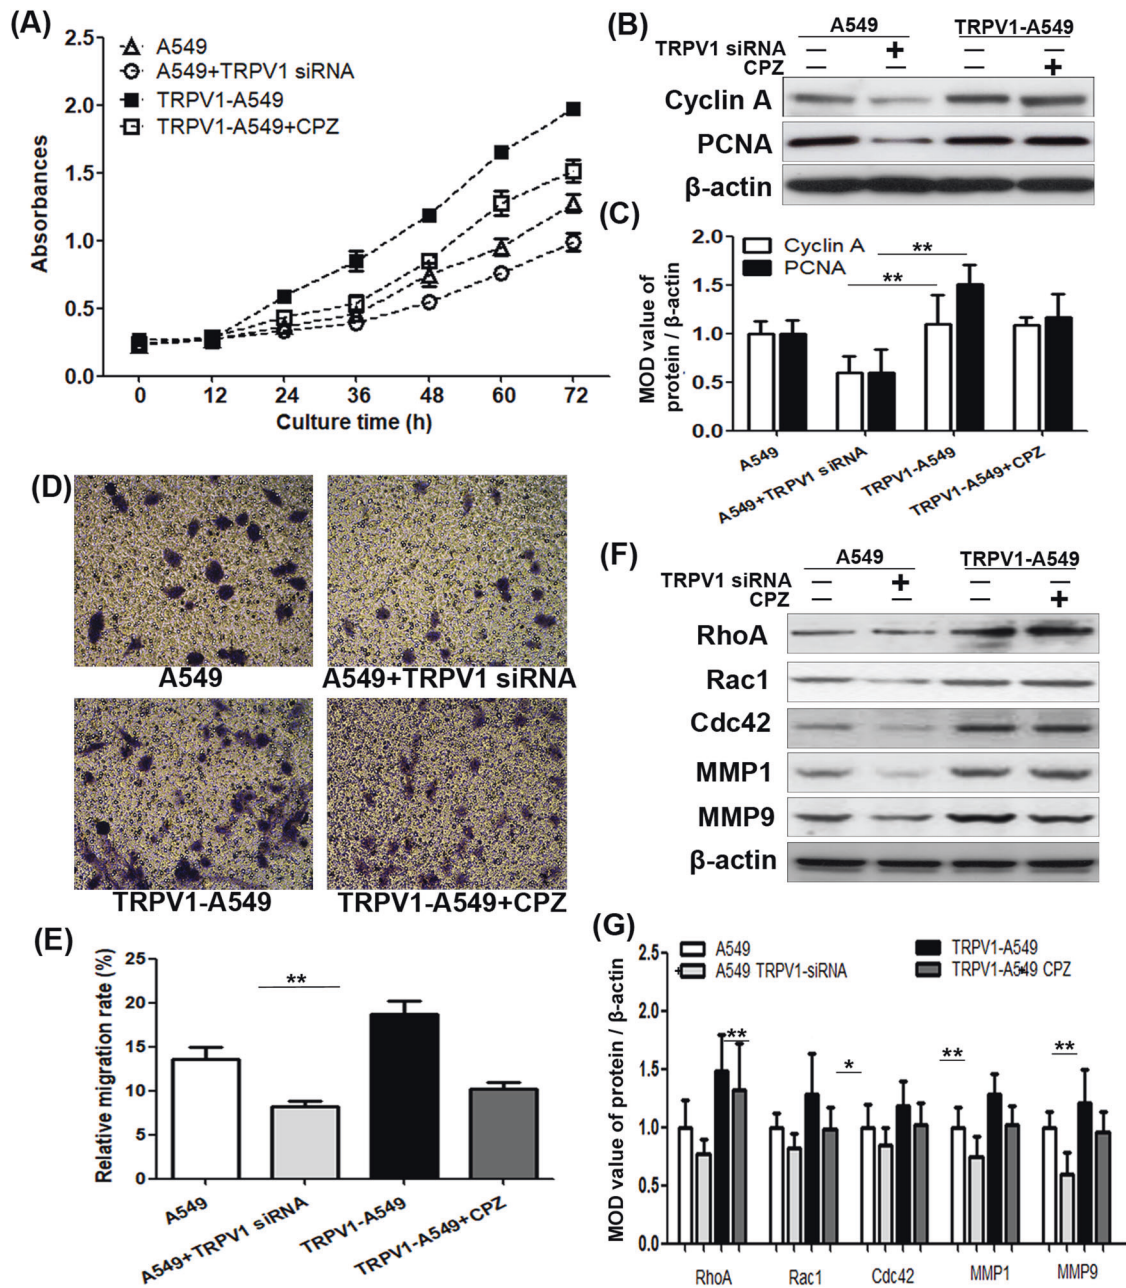 (A)
2.5
2.0
1.5
1.0
0.5
0.0
Absorbances
A549
A549+TRPV1 siRNA
TRPV1-A549
TRPV1-A549+CPZ
0 12 24 36 48 60 72
Culture time (h)
(B)
A549 TRPV1-A549
TRPV1 siRNA — + — —
CPZ — — — +
Cyclin A
PCNA
β-actin
(C)
2.0
1.5
1.0
0.5
0.0
MOD value of
protein / β-actin
Cyclin A
PCNA
**
**
A549
A549+TRPV1 siRNA
TRPV1-A549
TRPV1-A549+CPZ
(D)
A549
A549+TRPV1 siRNA
TRPV1-A549
TRPV1-A549+CPZ
(E)
25
20
15
10
5
0
Relative migration rate (%)
**
A549
A549+TRPV1 siRNA
TRPV1-A549
TRPV1-A549+CPZ
(F)
A549 TRPV1-A549
TRPV1 siRNA — + — —
CPZ — — — +
RhoA
Rac1
Cdc42
MMP1
MMP9
β-actin
(G)
2.5
2.0
1.5
1.0
0.5
0.0
MOD value of protein / β-actin
A549
+A549 TRPV1-siRNA
TRPV1-A549
TRPV1-A549 CPZ
**
*
**
**
RhoA Rac1 Cdc42 MMP1 MMP9